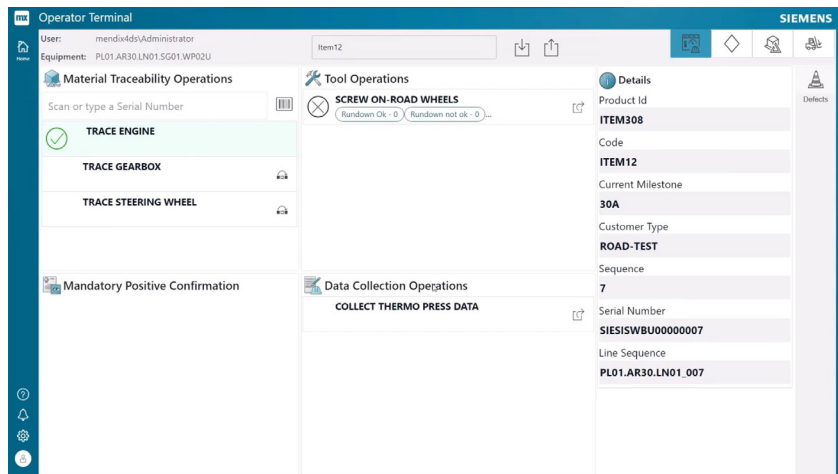 mx Operator Terminal SIEMENS
Home
User: mendix4ds\Administrator
Equipment: PL01.AR30.LN01.SG01.WP02U
Item12
Material Traceability Operations
Scan or type a Serial Number
TRACE ENGINE
TRACE GEARBOX
TRACE STEERING WHEEL
Tool Operations
SCREW ON-ROAD WHEELS
Rundown Ok - 0 Rundown not ok - 0 ...
Mandatory Positive Confirmation
Data Collection Operations
COLLECT THERMO PRESS DATA
Details
Product Id
ITEM308
Code
ITEM12
Current Milestone
30A
Customer Type
ROAD-TEST
Sequence
7
Serial Number
SIESISWBU00000007
Line Sequence
PL01.AR30.LN01_007
Defects